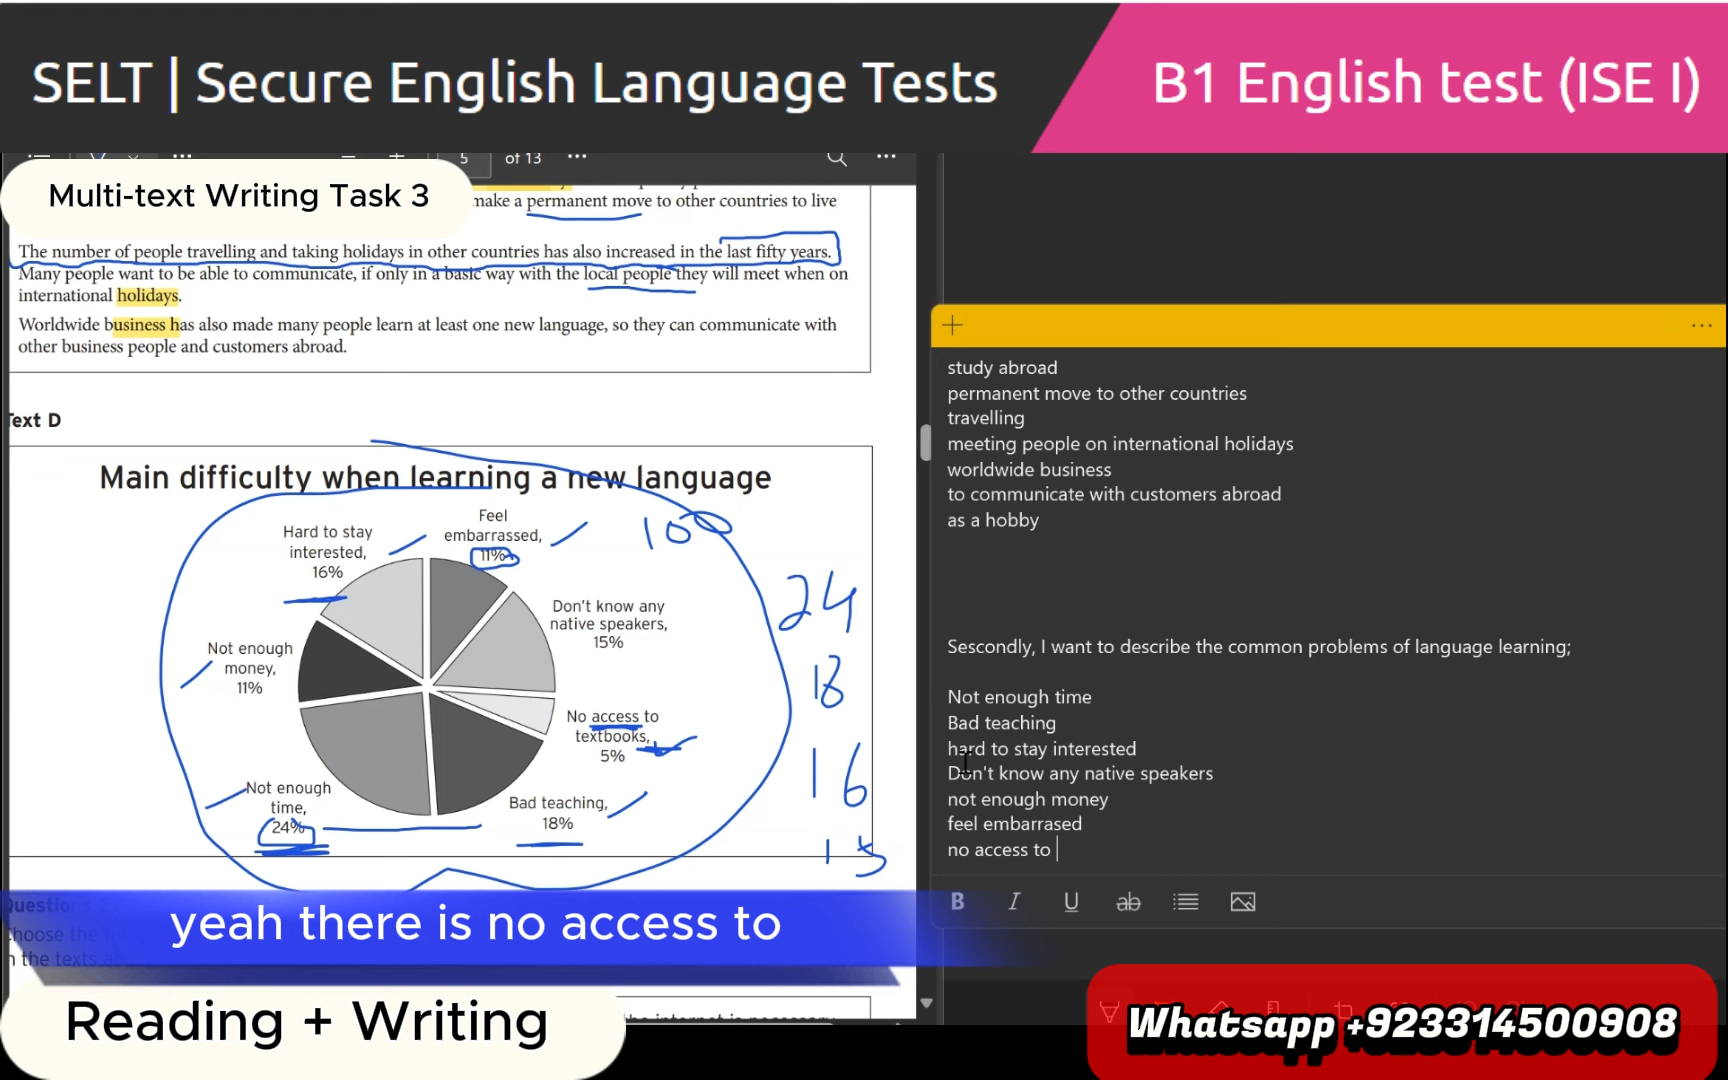 SELT | Secure English Language Tests
B1 English test (ISE I)
5 of 13
Multi-text Writing Task 3
make a permanent move to other countries to live
The number of people travelling and taking holidays in other countries has also increased in the last fifty years.
Many people want to be able to communicate, if only in a basic way with the local people they will meet when on
international holidays.
Worldwide business has also made many people learn at least one new language, so they can communicate with
other business people and customers abroad.
Text D
Main difficulty when learning a new language
Feel
embarrassed,
11%
Hard to stay
interested,
16%
Don't know any
native speakers,
15%
Not enough
money,
11%
No access to
textbooks,
5%
Not enough
time,
24%
Bad teaching,
18%
100
24
18
16
15
study abroad
permanent move to other countries
travelling
meeting people on international holidays
worldwide business
to communicate with customers abroad
as a hobby
Sescondly, I want to describe the common problems of language learning;
Not enough time
Bad teaching
hard to stay interested
Don't know any native speakers
not enough money
feel embarrased
no access to
B I U ab
yeah there is no access to
Reading + Writing
Whatsapp +923314500908